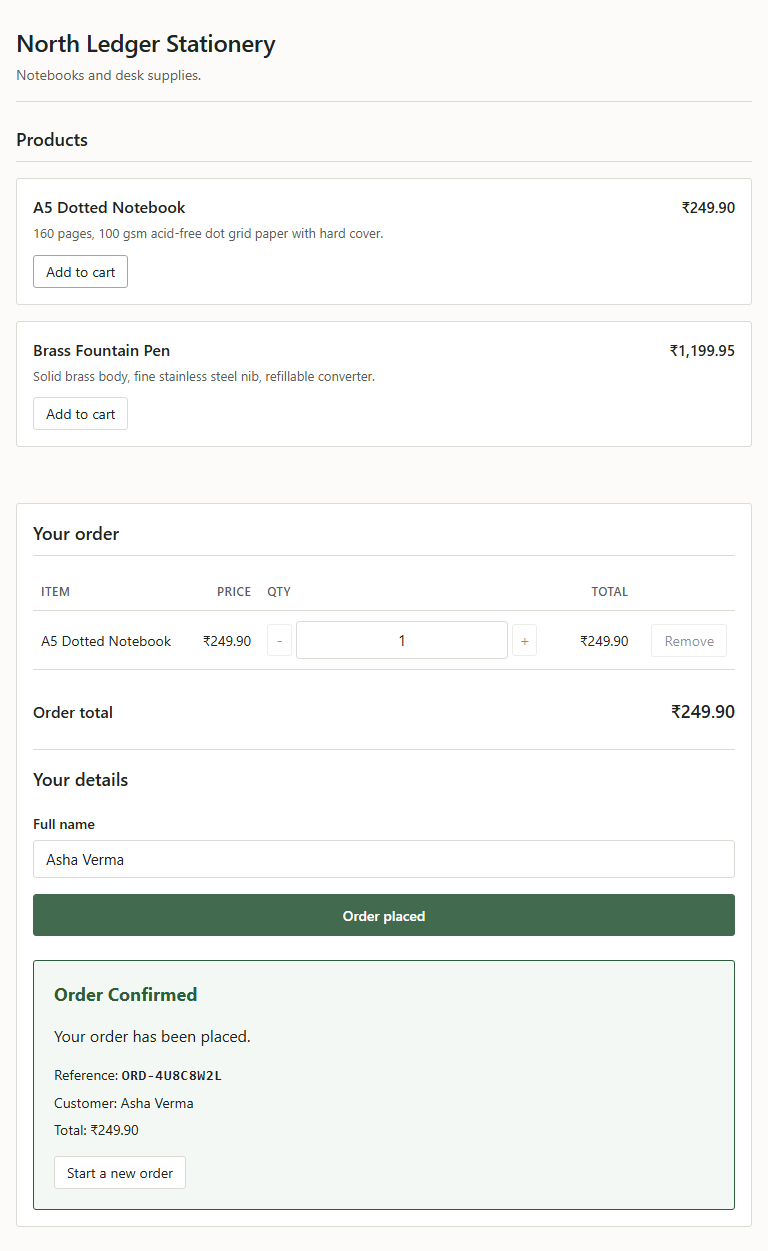 North Ledger Stationery
Notebooks and desk supplies.
Products
A5 Dotted Notebook ₹249.90
160 pages, 100 gsm acid-free dot grid paper with hard cover.
Add to cart
Brass Fountain Pen ₹1,199.95
Solid brass body, fine stainless steel nib, refillable converter.
Add to cart
Your order
ITEM PRICE QTY TOTAL
A5 Dotted Notebook ₹249.90 - 1 + ₹249.90 Remove
Order total ₹249.90
Your details
Full name
Asha Verma
Order placed
Order Confirmed
Your order has been placed.
Reference: ORD-4U8C8W2L
Customer: Asha Verma
Total: ₹249.90
Start a new order